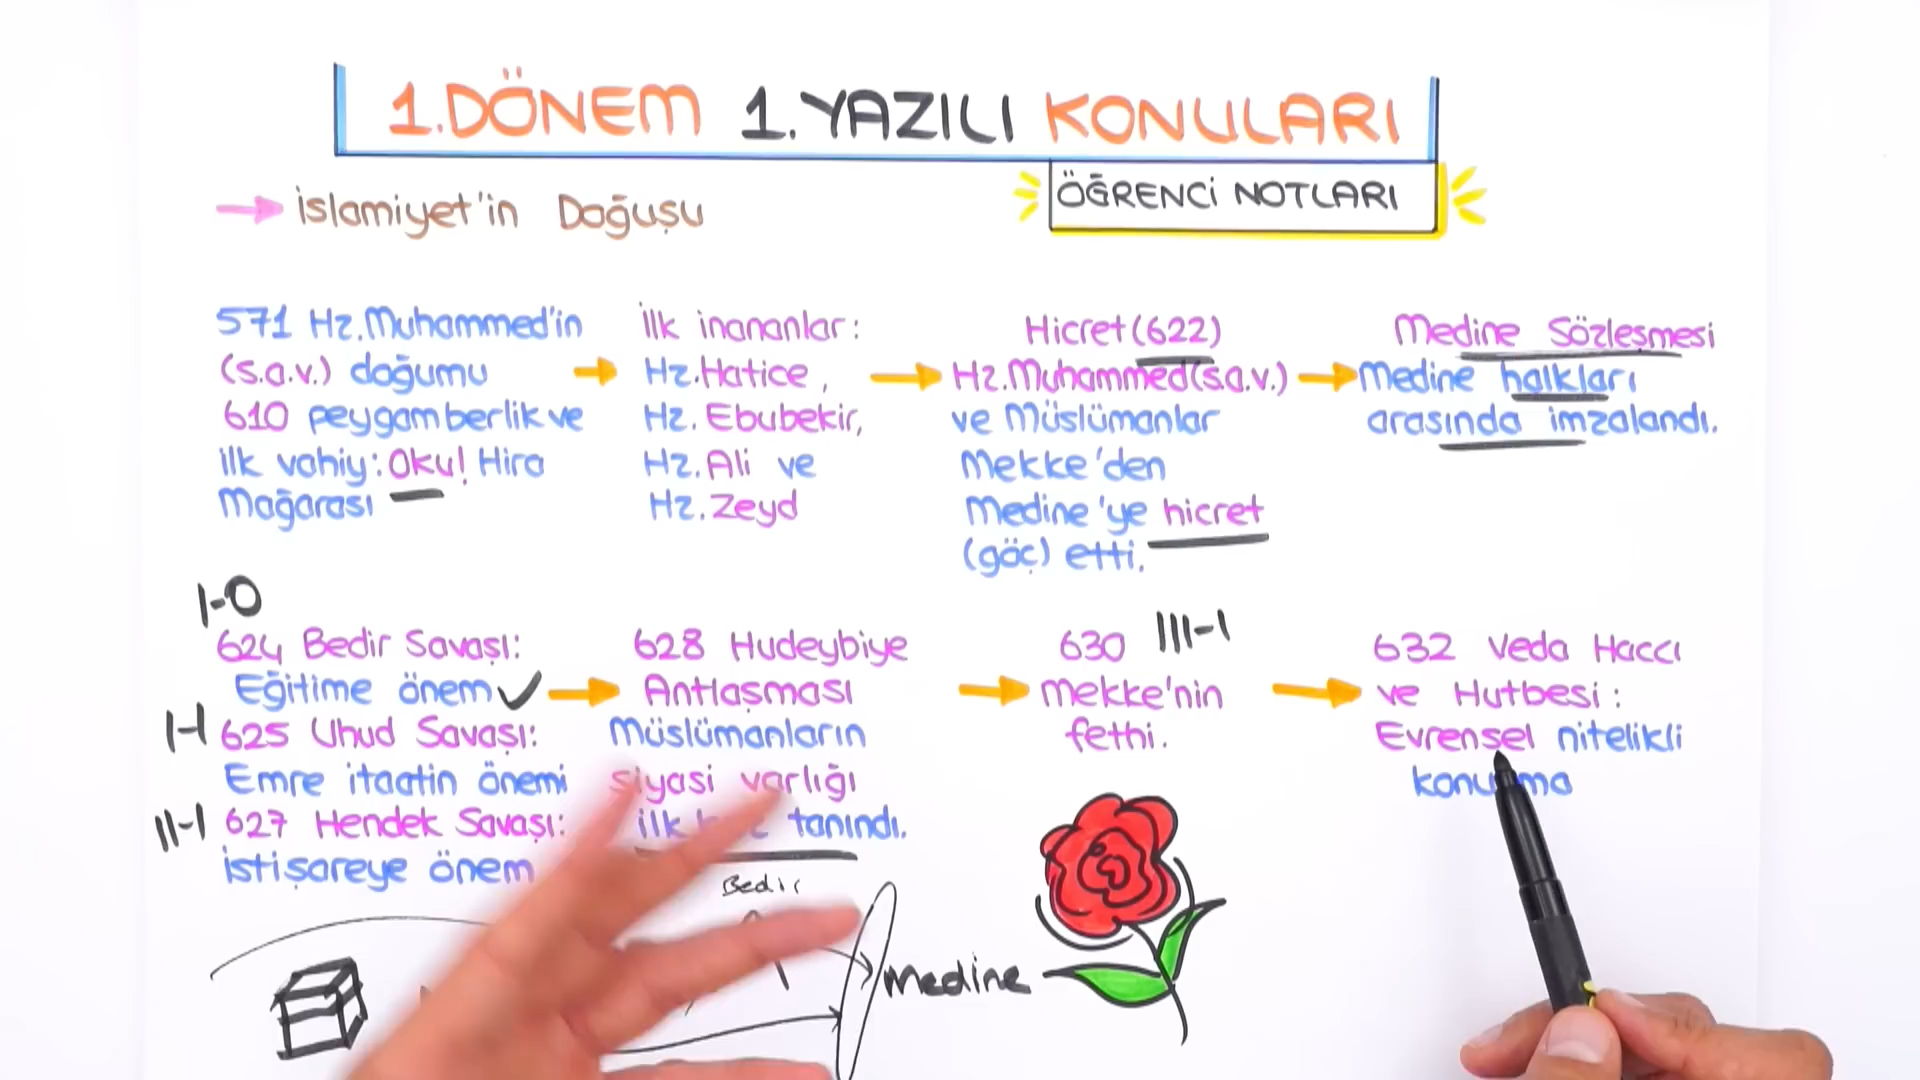 1.DÖNEM 1.YAZILI KONULARI
ÖĞRENCİ NOTLARI
İslamiyet'in Doğuşu
571 Hz.Muhammed'in
(s.a.v.) doğumu
610 peygamberlik ve
ilk vahiy: Oku! Hira
Mağarası
İlk inananlar:
Hz.Hatice,
Hz. Ebubekir,
Hz. Ali ve
Hz. Zeyd
Hicret (622)
Hz.Muhammed(s.a.v.)
ve Müslümanlar
Mekke'den
Medine'ye hicret
(göç) etti.
Medine Sözleşmesi
Medine halkları
arasında imzalandı.
I-0
624 Bedir Savaşı:
Eğitime önem
I-I
625 Uhud Savaşı:
Emre itaatin önemi
II-I
627 Hendek Savaşı:
istişareye önem
628 Hudeybiye
Antlaşması
Müslümanların
siyasi varlığı
ilk tanındı.
630
III-I
Mekke'nin
fethi.
632 Veda Haccı
ve Hutbesi:
Evrensel nitelikli
Bedir
Medine